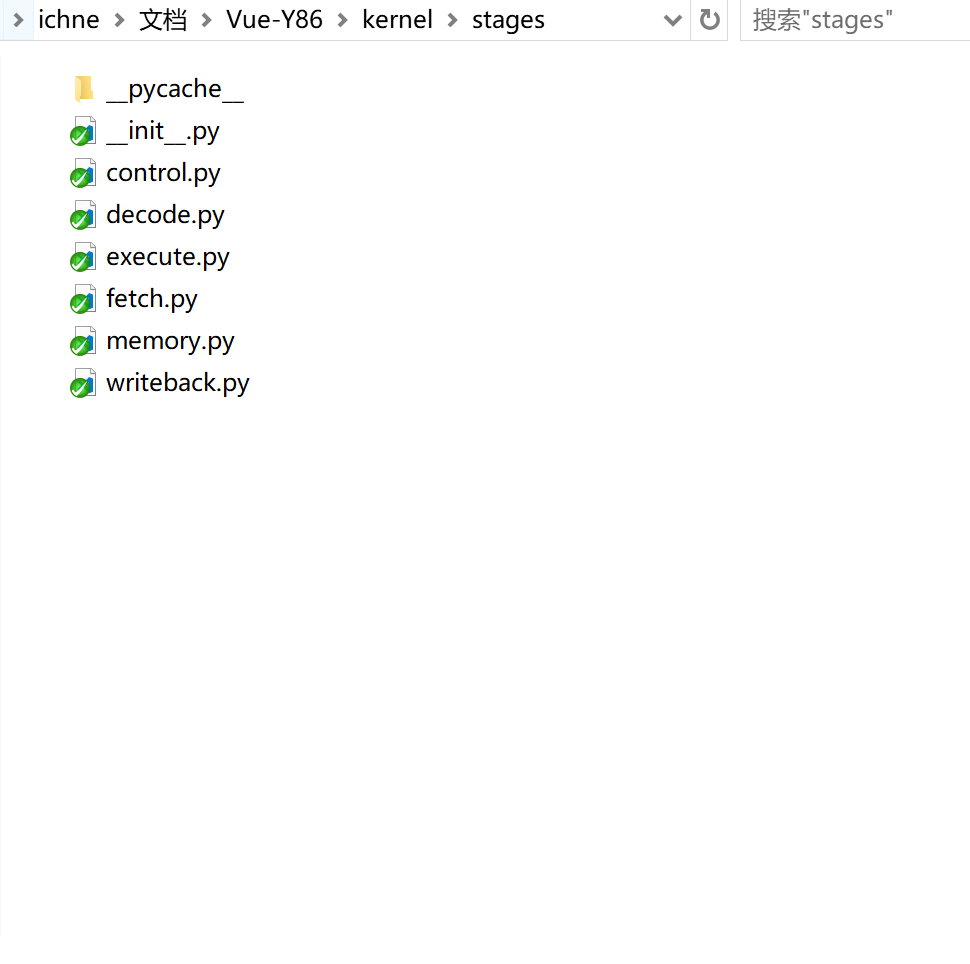 ichne 文档 Vue-Y86 kernel stages 搜索"stages"
__pycache__
__init__.py
control.py
decode.py
execute.py
fetch.py
memory.py
writeback.py